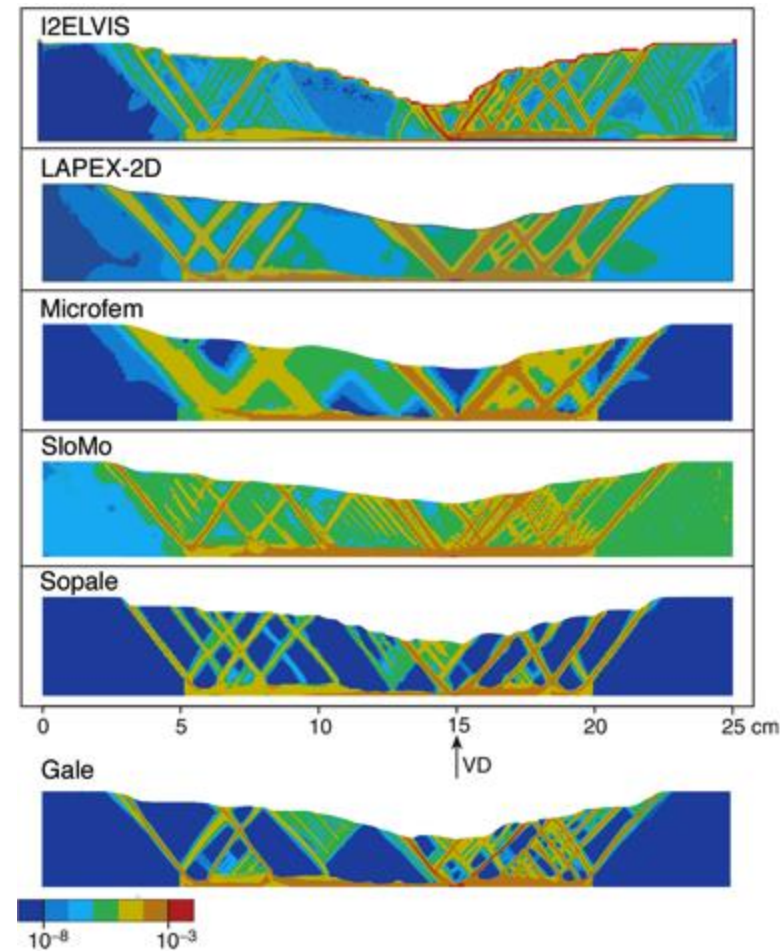 I2ELVIS
LAPEX-2D
Microfem
SloMo
Sopale
0 5 10 15 20 25 cm
VD
Gale
10⁻⁸ 10⁻³